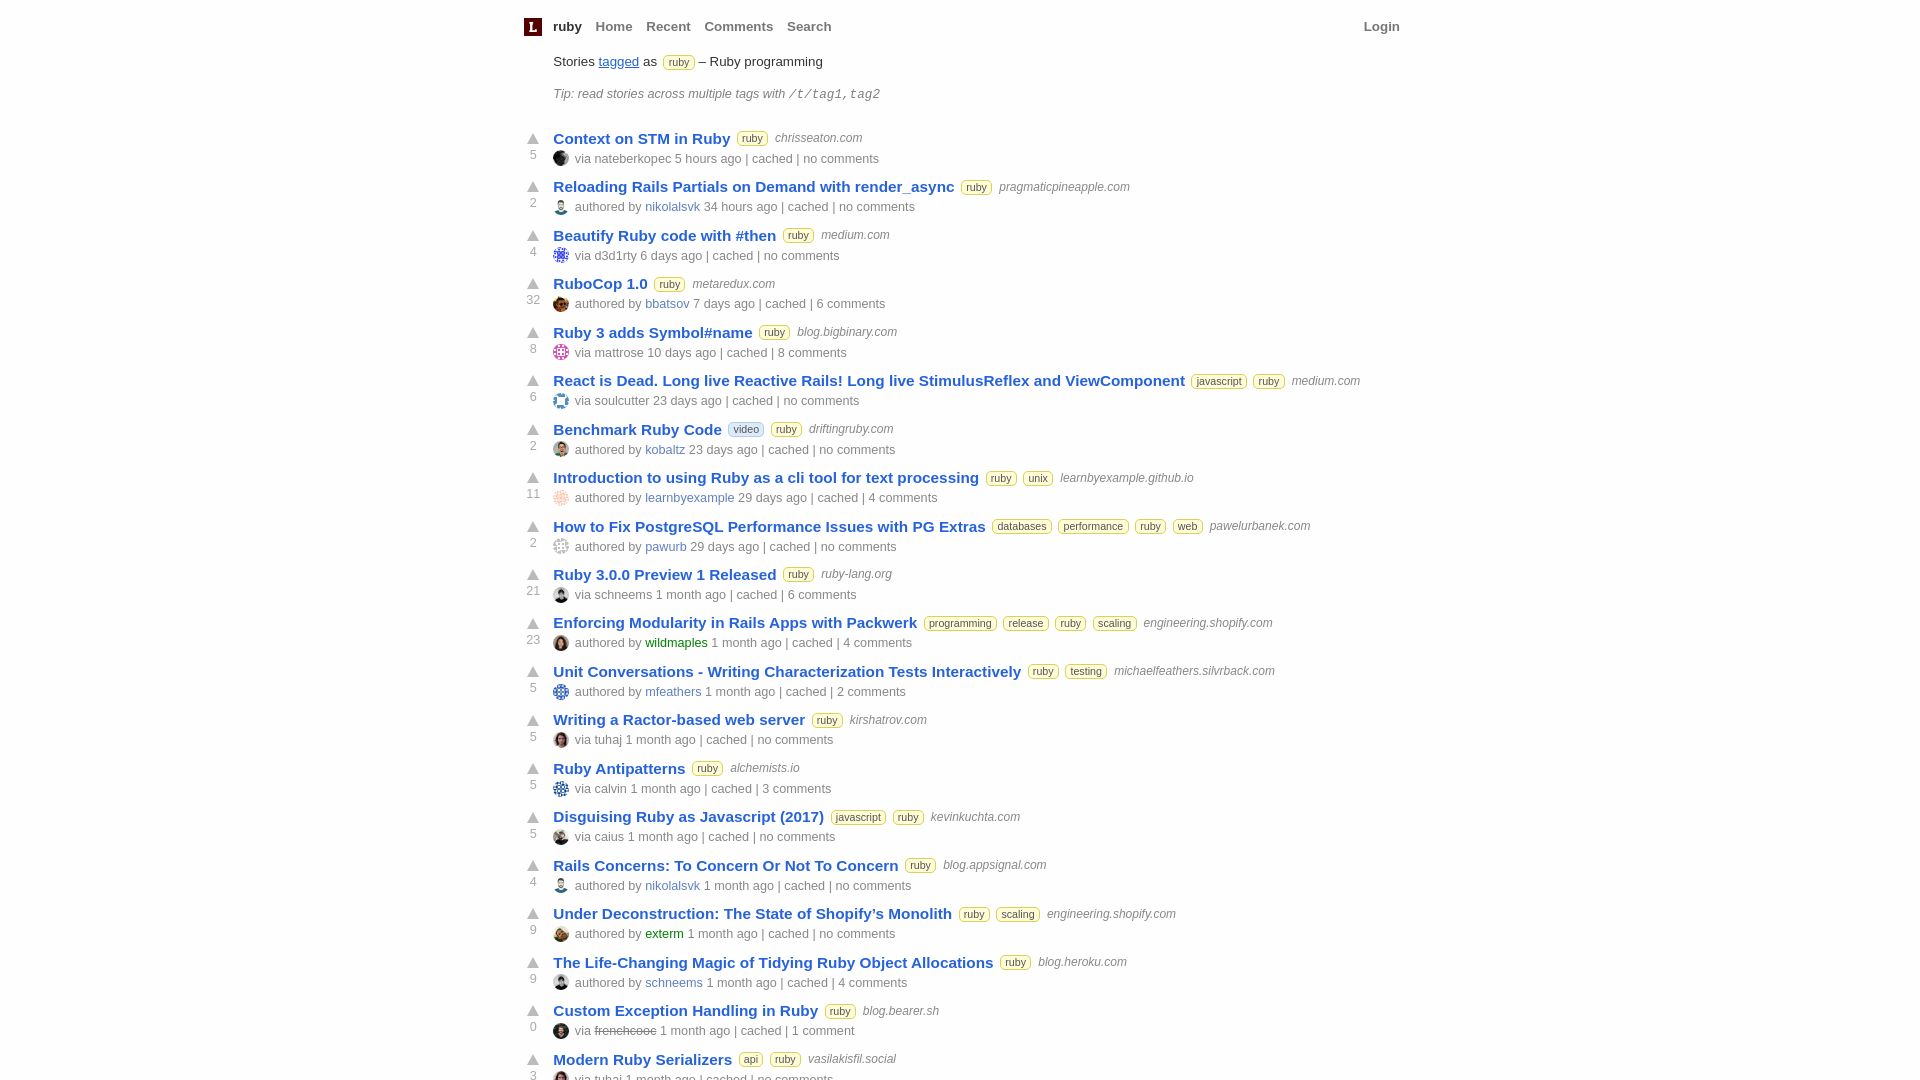 L ruby Home Recent Comments Search Login
Stories tagged as ruby – Ruby programming
Tip: read stories across multiple tags with /t/tag1,tag2
Context on STM in Ruby ruby chrisseaton.com
5 via nateberkopec 5 hours ago | cached | no comments
Reloading Rails Partials on Demand with render_async ruby pragmaticpineapple.com
2 authored by nikolalsvk 34 hours ago | cached | no comments
Beautify Ruby code with #then ruby medium.com
4 via d3d1rty 6 days ago | cached | no comments
RuboCop 1.0 ruby metaredux.com
32 authored by bbatsov 7 days ago | cached | 6 comments
Ruby 3 adds Symbol#name ruby blog.bigbinary.com
8 via mattrose 10 days ago | cached | 8 comments
React is Dead. Long live Reactive Rails! Long live StimulusReflex and ViewComponent javascript ruby medium.com
6 via soulcutter 23 days ago | cached | no comments
Benchmark Ruby Code video ruby driftingruby.com
2 authored by kobaltz 23 days ago | cached | no comments
Introduction to using Ruby as a cli tool for text processing ruby unix learnbyexample.github.io
11 authored by learnbyexample 29 days ago | cached | 4 comments
How to Fix PostgreSQL Performance Issues with PG Extras databases performance ruby web pawelurbanek.com
2 authored by pawurb 29 days ago | cached | no comments
Ruby 3.0.0 Preview 1 Released ruby ruby-lang.org
21 via schneems 1 month ago | cached | 6 comments
Enforcing Modularity in Rails Apps with Packwerk programming release ruby scaling engineering.shopify.com
23 authored by wildmaples 1 month ago | cached | 4 comments
Unit Conversations - Writing Characterization Tests Interactively ruby testing michaelfeathers.silvrback.com
5 authored by mfeathers 1 month ago | cached | 2 comments
Writing a Ractor-based web server ruby kirshatrov.com
5 via tuhaj 1 month ago | cached | no comments
Ruby Antipatterns ruby alchemists.io
5 via calvin 1 month ago | cached | 3 comments
Disguising Ruby as Javascript (2017) javascript ruby kevinkuchta.com
5 via caius 1 month ago | cached | no comments
Rails Concerns: To Concern Or Not To Concern ruby blog.appsignal.com
4 authored by nikolalsvk 1 month ago | cached | no comments
Under Deconstruction: The State of Shopify’s Monolith ruby scaling engineering.shopify.com
9 authored by exterm 1 month ago | cached | no comments
The Life-Changing Magic of Tidying Ruby Object Allocations ruby blog.heroku.com
9 authored by schneems 1 month ago | cached | 4 comments
Custom Exception Handling in Ruby ruby blog.bearer.sh
0 via frenchcooc 1 month ago | cached | 1 comment
Modern Ruby Serializers api ruby vasilakisfil.social
3 via tuhaj 1 month ago | cached | no comments